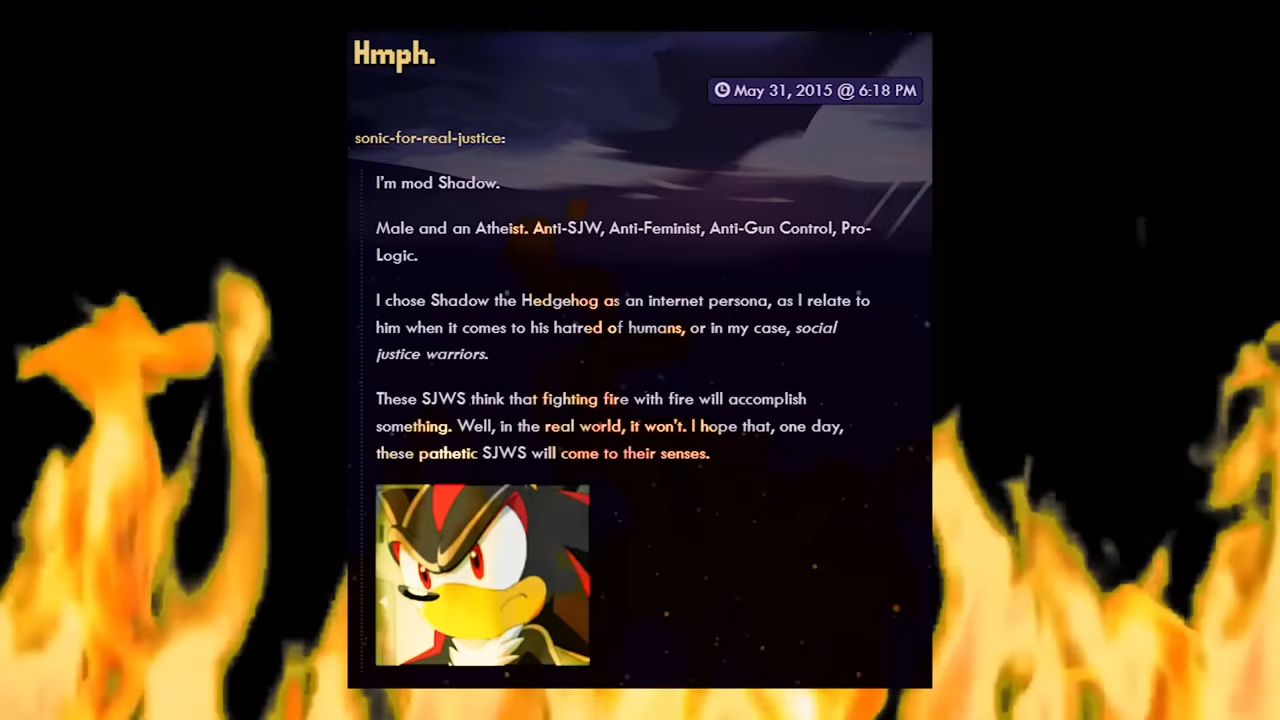 Hmph.
May 31, 2015 @ 6:18 PM
sonic-for-real-justice:
I'm mod Shadow.
Male and an Atheist. Anti-SJW, Anti-Feminist, Anti-Gun Control, Pro-
Logic.
I chose Shadow the Hedgehog as an internet persona, as I relate to
him when it comes to his hatred of humans, or in my case, social
justice warriors.
These SJWS think that fighting fire with fire will accomplish
something. Well, in the real world, it won't. I hope that, one day,
these pathetic SJWS will come to their senses.